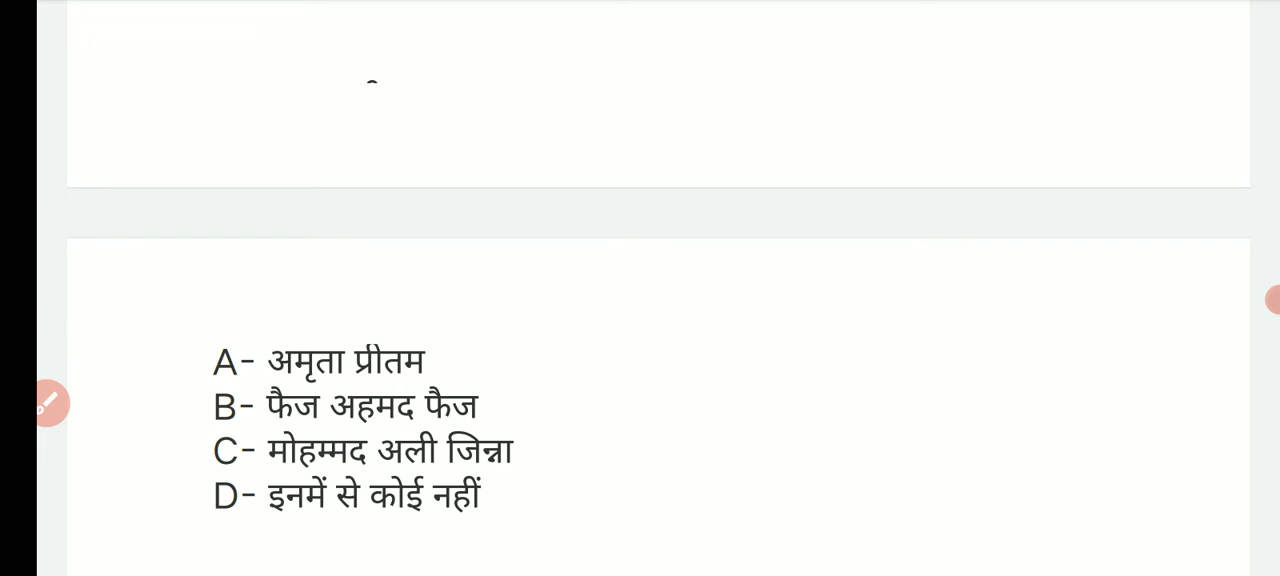 A- अमृता प्रीतम
B- फैज अहमद फैज
C- मोहम्मद अली जिन्ना
D- इनमें से कोई नहीं